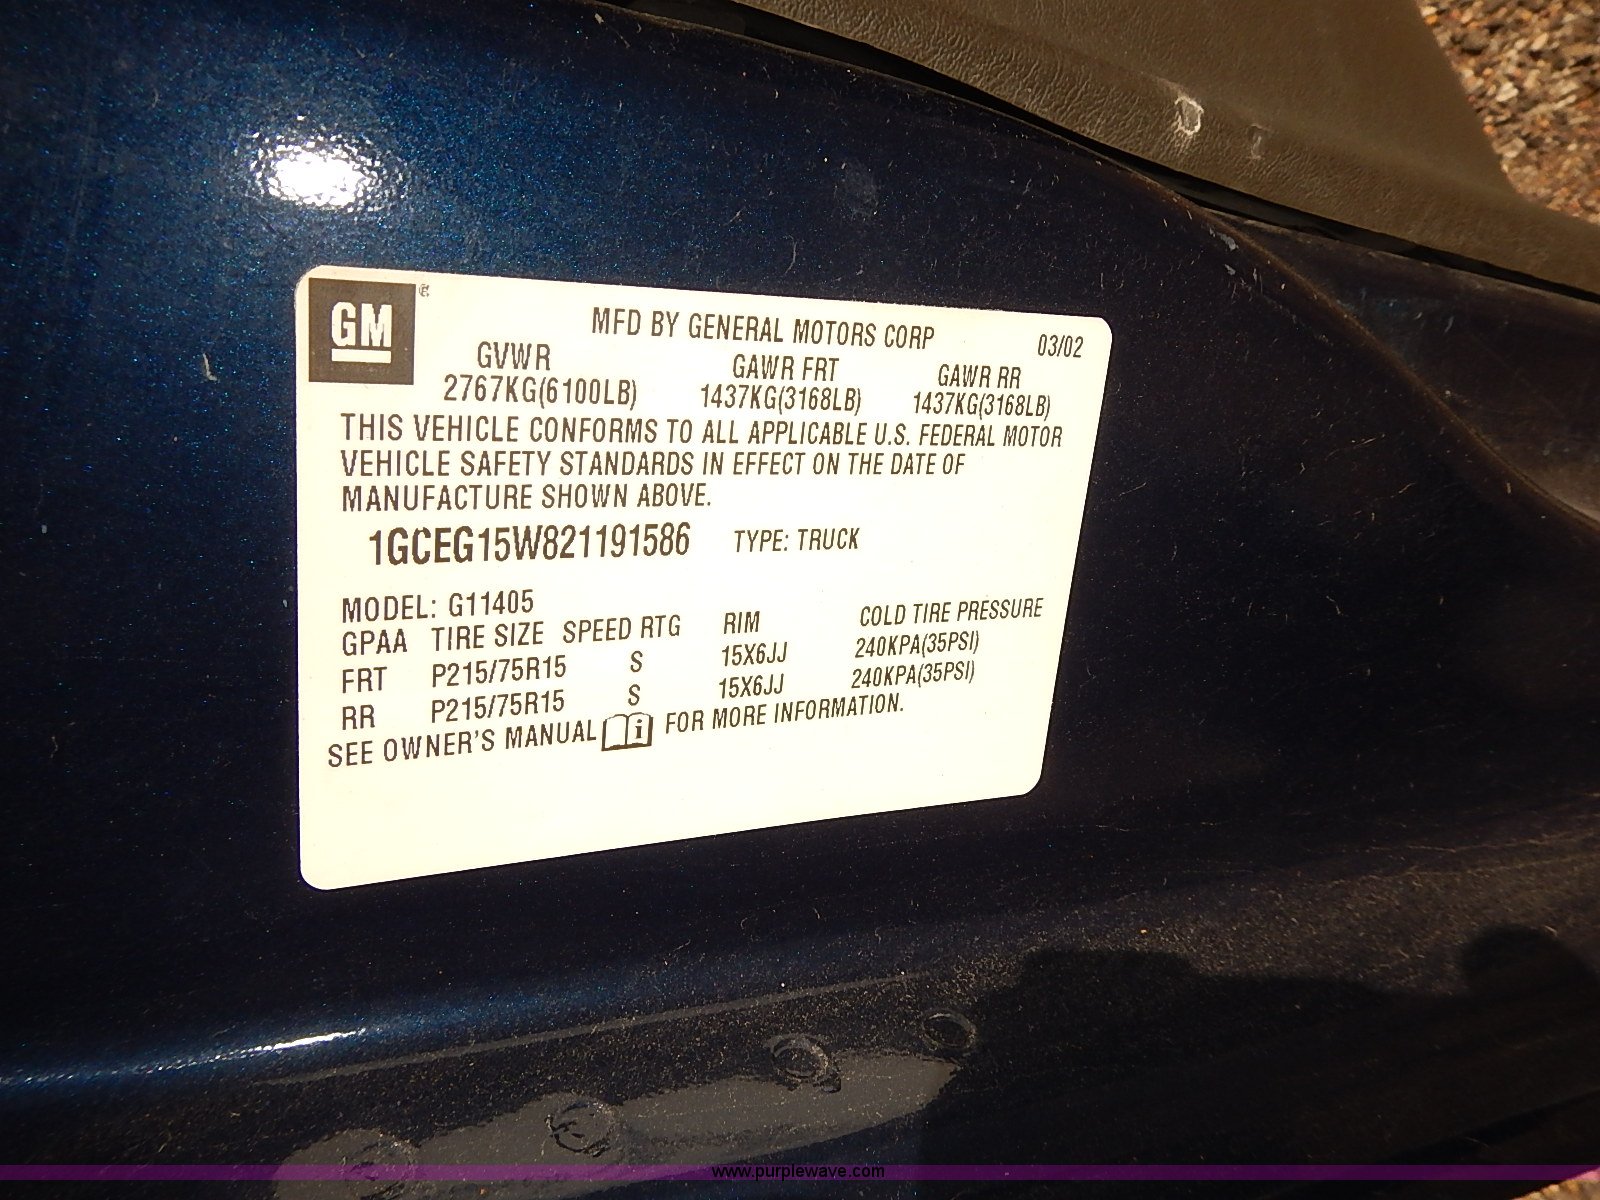 GM
MFD BY GENERAL MOTORS CORP 03/02
GVWR GAWR FRT GAWR RR
2767KG(6100LB) 1437KG(3168LB) 1437KG(3168LB)
THIS VEHICLE CONFORMS TO ALL APPLICABLE U.S. FEDERAL MOTOR
VEHICLE SAFETY STANDARDS IN EFFECT ON THE DATE OF
MANUFACTURE SHOWN ABOVE.
1GCEG15W821191586 TYPE: TRUCK
MODEL: G11405
GPAA TIRE SIZE SPEED RTG RIM COLD TIRE PRESSURE
FRT P215/75R15 S 15X6JJ 240KPA(35PSI)
RR P215/75R15 S 15X6JJ 240KPA(35PSI)
SEE OWNER'S MANUAL FOR MORE INFORMATION.
www.purplewave.com